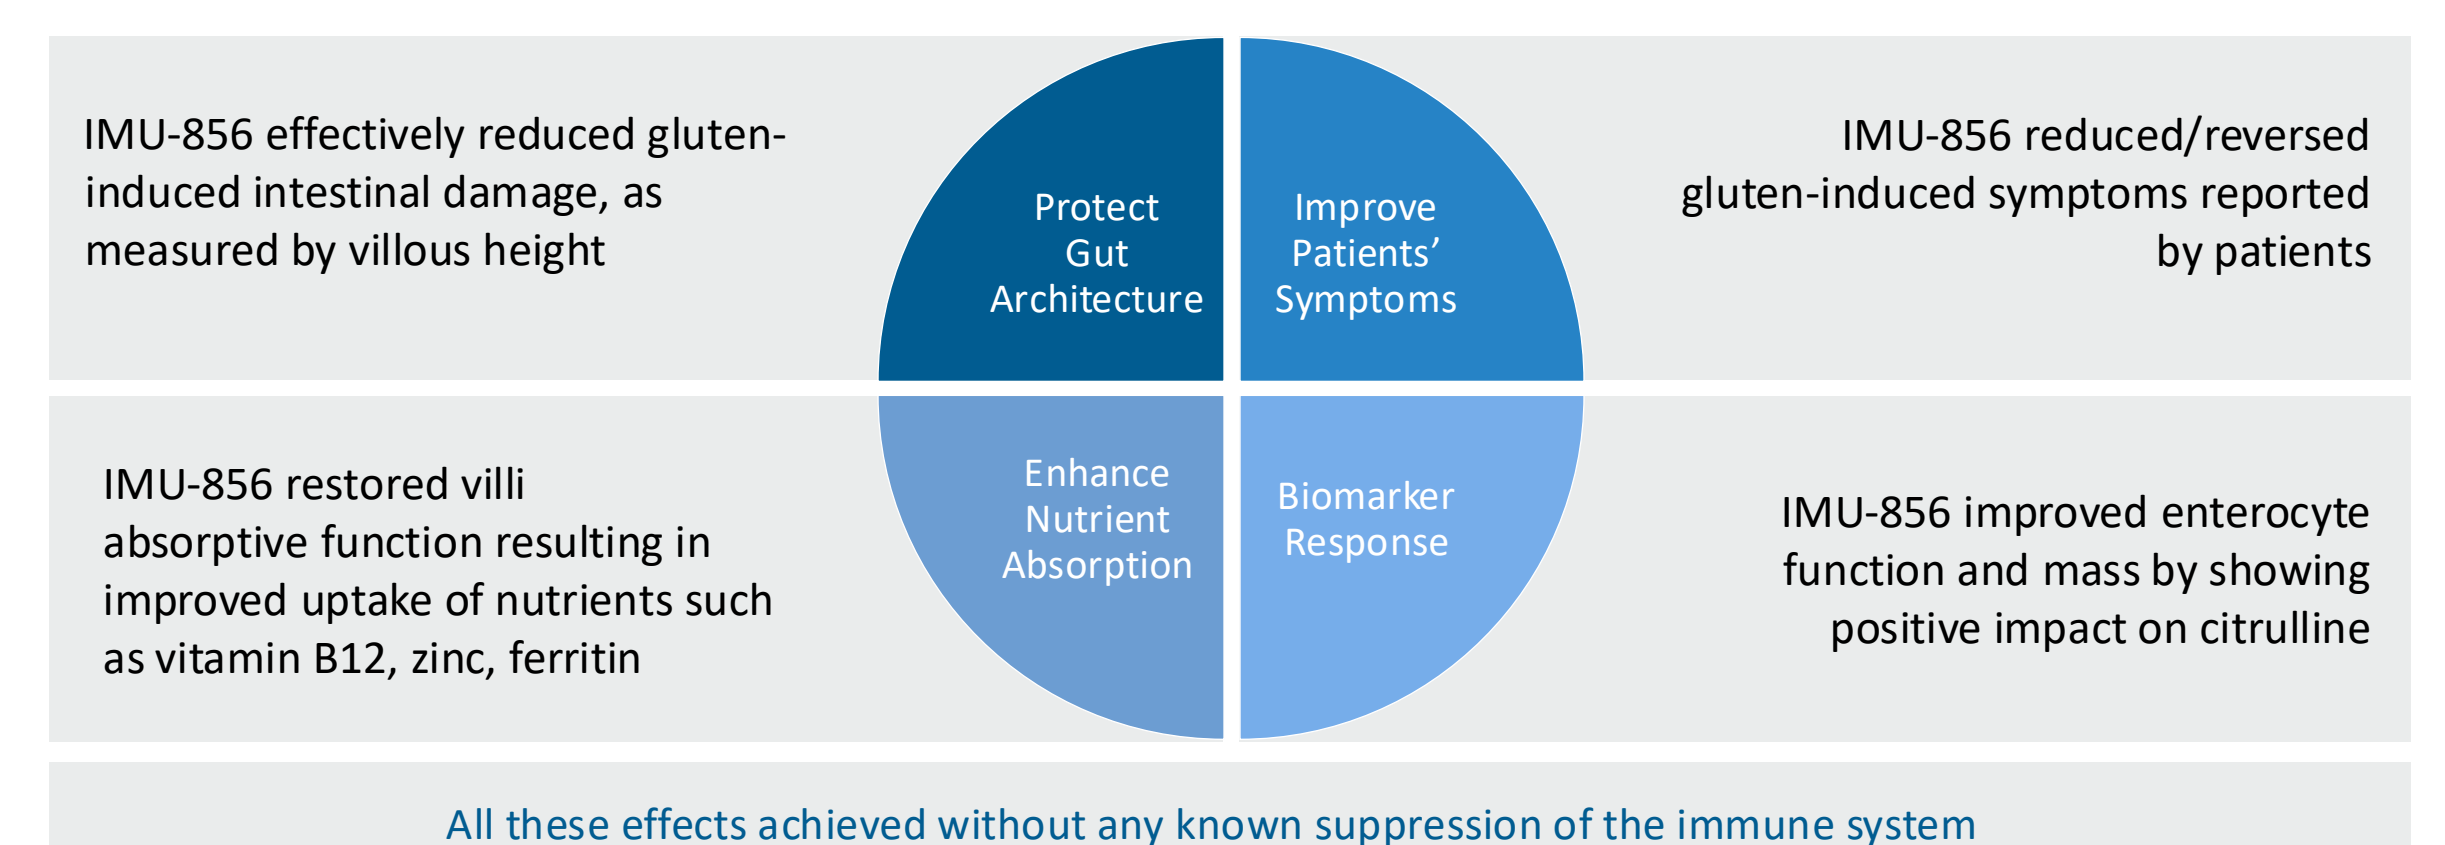 IMU-856 effectively reduced gluten-
induced intestinal damage, as
measured by villous height
Protect
Gut
Architecture
Improve
Patients’
Symptoms
IMU-856 reduced/reversed
gluten-induced symptoms reported
by patients
IMU-856 restored villi
absorptive function resulting in
improved uptake of nutrients such
as vitamin B12, zinc, ferritin
Enhance
Nutrient
Absorption
Biomarker
Response
IMU-856 improved enterocyte
function and mass by showing
positive impact on citrulline
All these effects achieved without any known suppression of the immune system